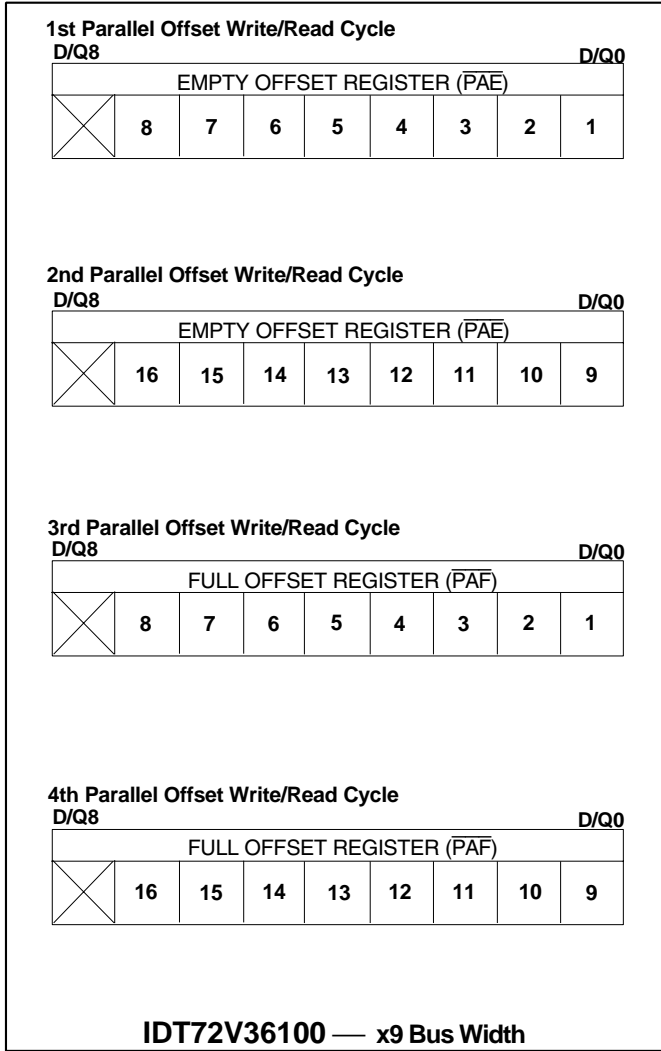 1st Parallel Offset Write/Read Cycle
D/Q8 D/Q0
EMPTY OFFSET REGISTER (P̅A̅E̅)
8 7 6 5 4 3 2 1
2nd Parallel Offset Write/Read Cycle
D/Q8 D/Q0
EMPTY OFFSET REGISTER (P̅A̅E̅)
16 15 14 13 12 11 10 9
3rd Parallel Offset Write/Read Cycle
D/Q8 D/Q0
FULL OFFSET REGISTER (P̅A̅F̅)
8 7 6 5 4 3 2 1
4th Parallel Offset Write/Read Cycle
D/Q8 D/Q0
FULL OFFSET REGISTER (P̅A̅F̅)
16 15 14 13 12 11 10 9
IDT72V36100 — x9 Bus Width